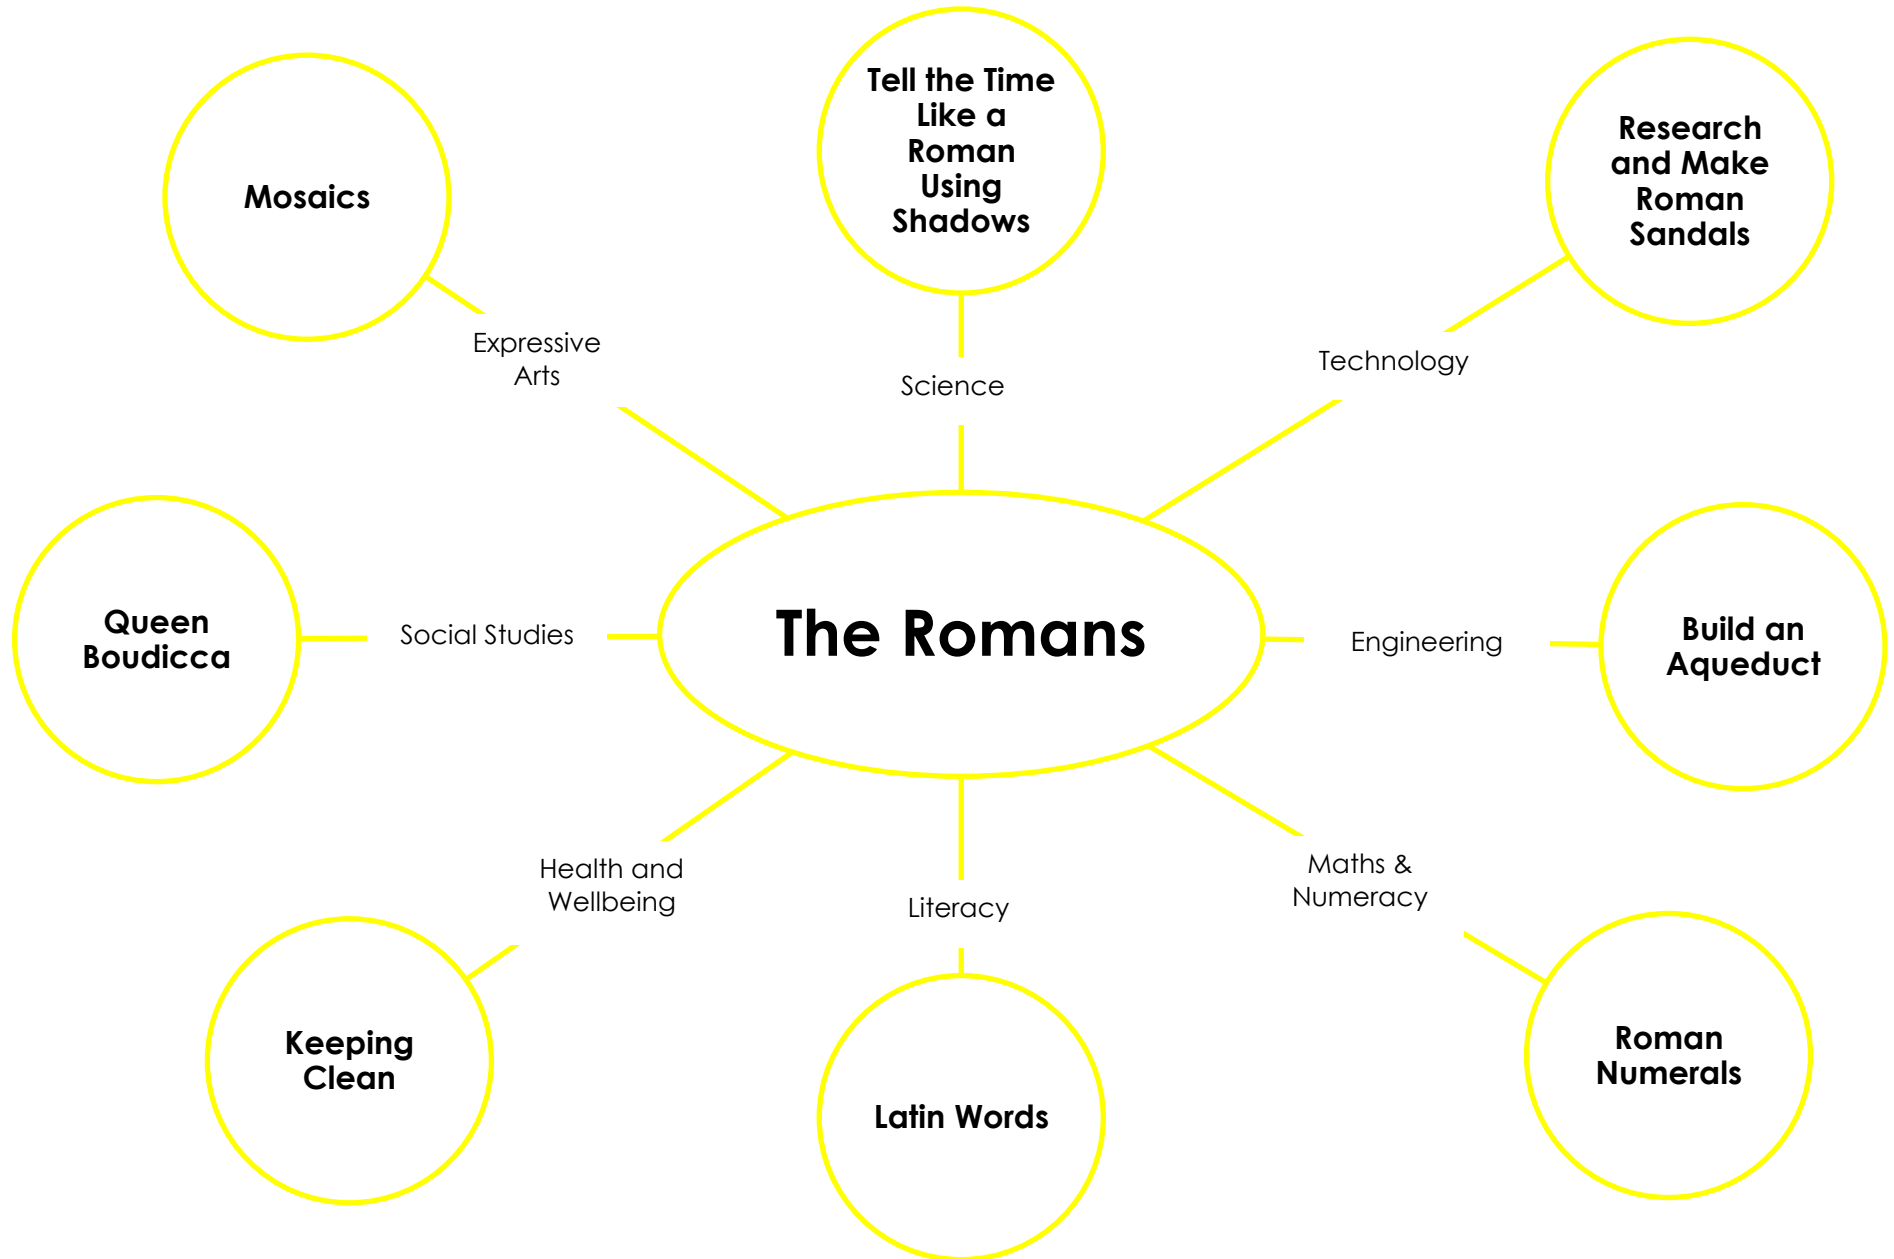 Tell the Time
Like a
Roman
Using
Shadows
Mosaics
Research
and Make
Roman
Sandals
Expressive
Arts
Science
Technology
Queen
Boudicca
Social Studies
The Romans
Engineering
Build an
Aqueduct
Health and
Wellbeing
Literacy
Maths &
Numeracy
Keeping
Clean
Latin Words
Roman
Numerals